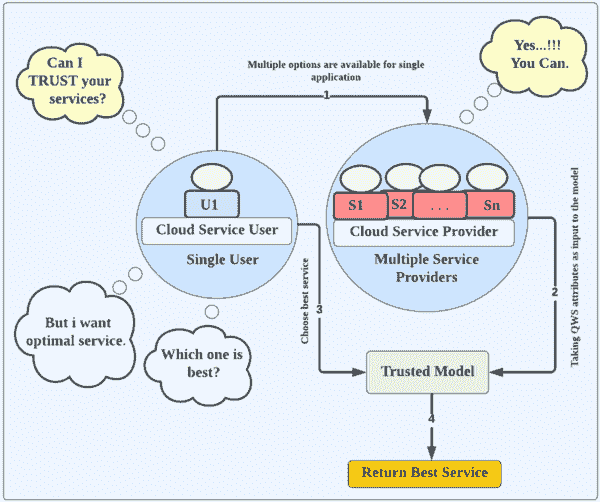 Can I
TRUST your
services?
Yes...!!!
You Can.
Multiple options are available for single
application
1
U1
Cloud Service User
Single User
S1
S2
...
Sn
Cloud Service Provider
Multiple Service
Providers
Choose best service
3
2
Taking QWS attributes as input to the model
But i want
optimal service.
Which one is
best?
Trusted Model
4
Return Best Service